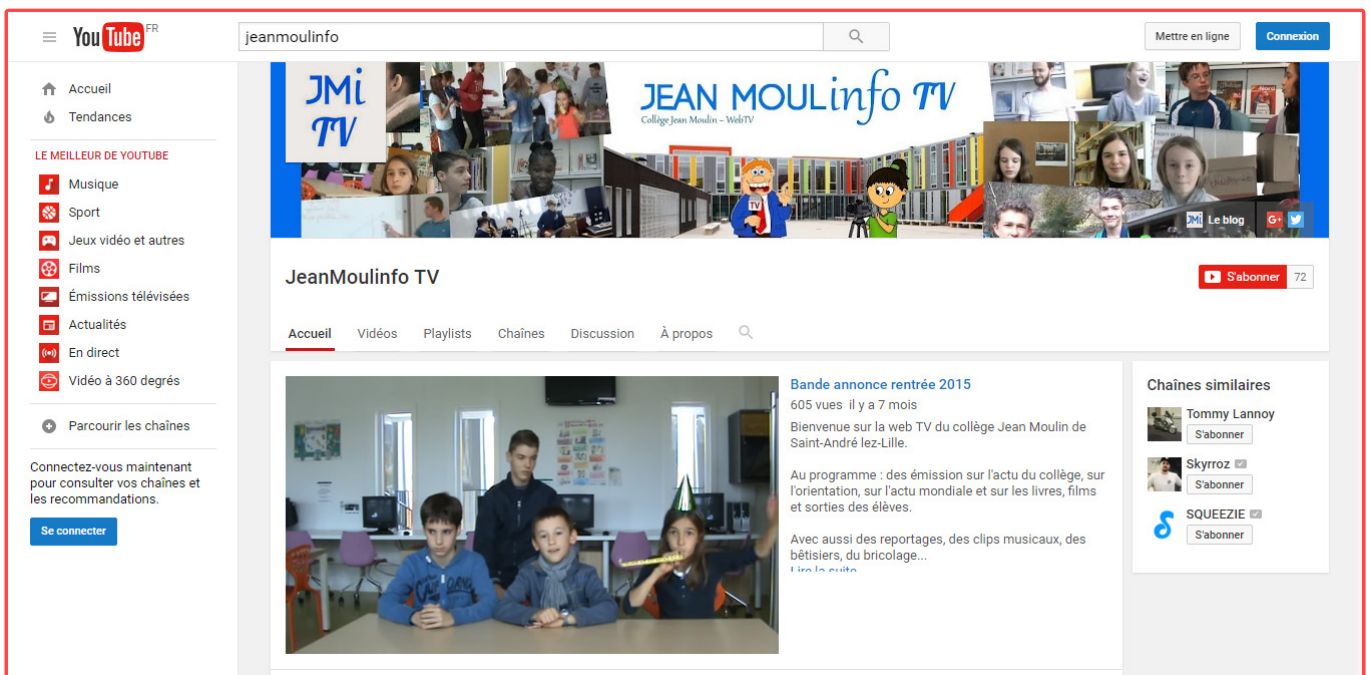 YouTube FR
jeanmoulinfo
Mettre en ligne
Connexion
Accueil
Tendances
LE MEILLEUR DE YOUTUBE
Musique
Sport
Jeux vidéo et autres
Films
Émissions télévisées
Actualités
En direct
Vidéo à 360 degrés
Parcourir les chaînes
Connectez-vous maintenant
pour consulter vos chaînes et
les recommandations.
Se connecter
JMi
TV
JEAN MOULinfo TV
Collège Jean Moulin – WebTV
TV
JMi Le blog
G+
JeanMoulinfo TV
S'abonner 72
Accueil Vidéos Playlists Chaînes Discussion À propos
Bande annonce rentrée 2015
605 vues il y a 7 mois
Bienvenue sur la web TV du collège Jean Moulin de
Saint-André lez-Lille.
Au programme : des émission sur l'actu du collège, sur
l'orientation, sur l'actu mondiale et sur les livres, films
et sorties des élèves.
Avec aussi des reportages, des clips musicaux, des
bêtisiers, du bricolage...
Lire la suite
Chaînes similaires
Tommy Lannoy
S'abonner
Skyrroz
S'abonner
SQUEEZIE
S'abonner